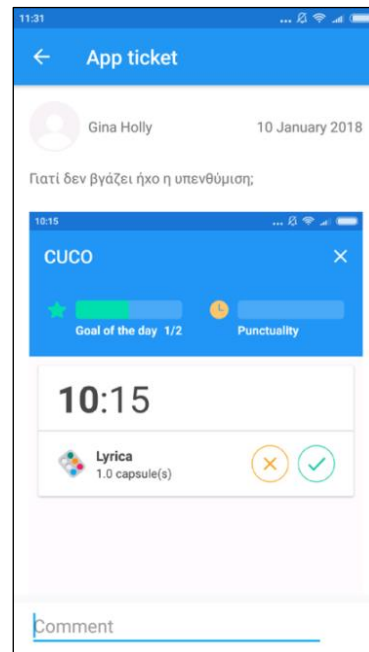 11:31 ...
App ticket
Gina Holly 10 January 2018
Γιατί δεν βγάζει ήχο η υπενθύμιση;
10:15 ...
CUCO
Goal of the day 1/2 Punctuality
10:15
Lyrica
1.0 capsule(s)
Comment